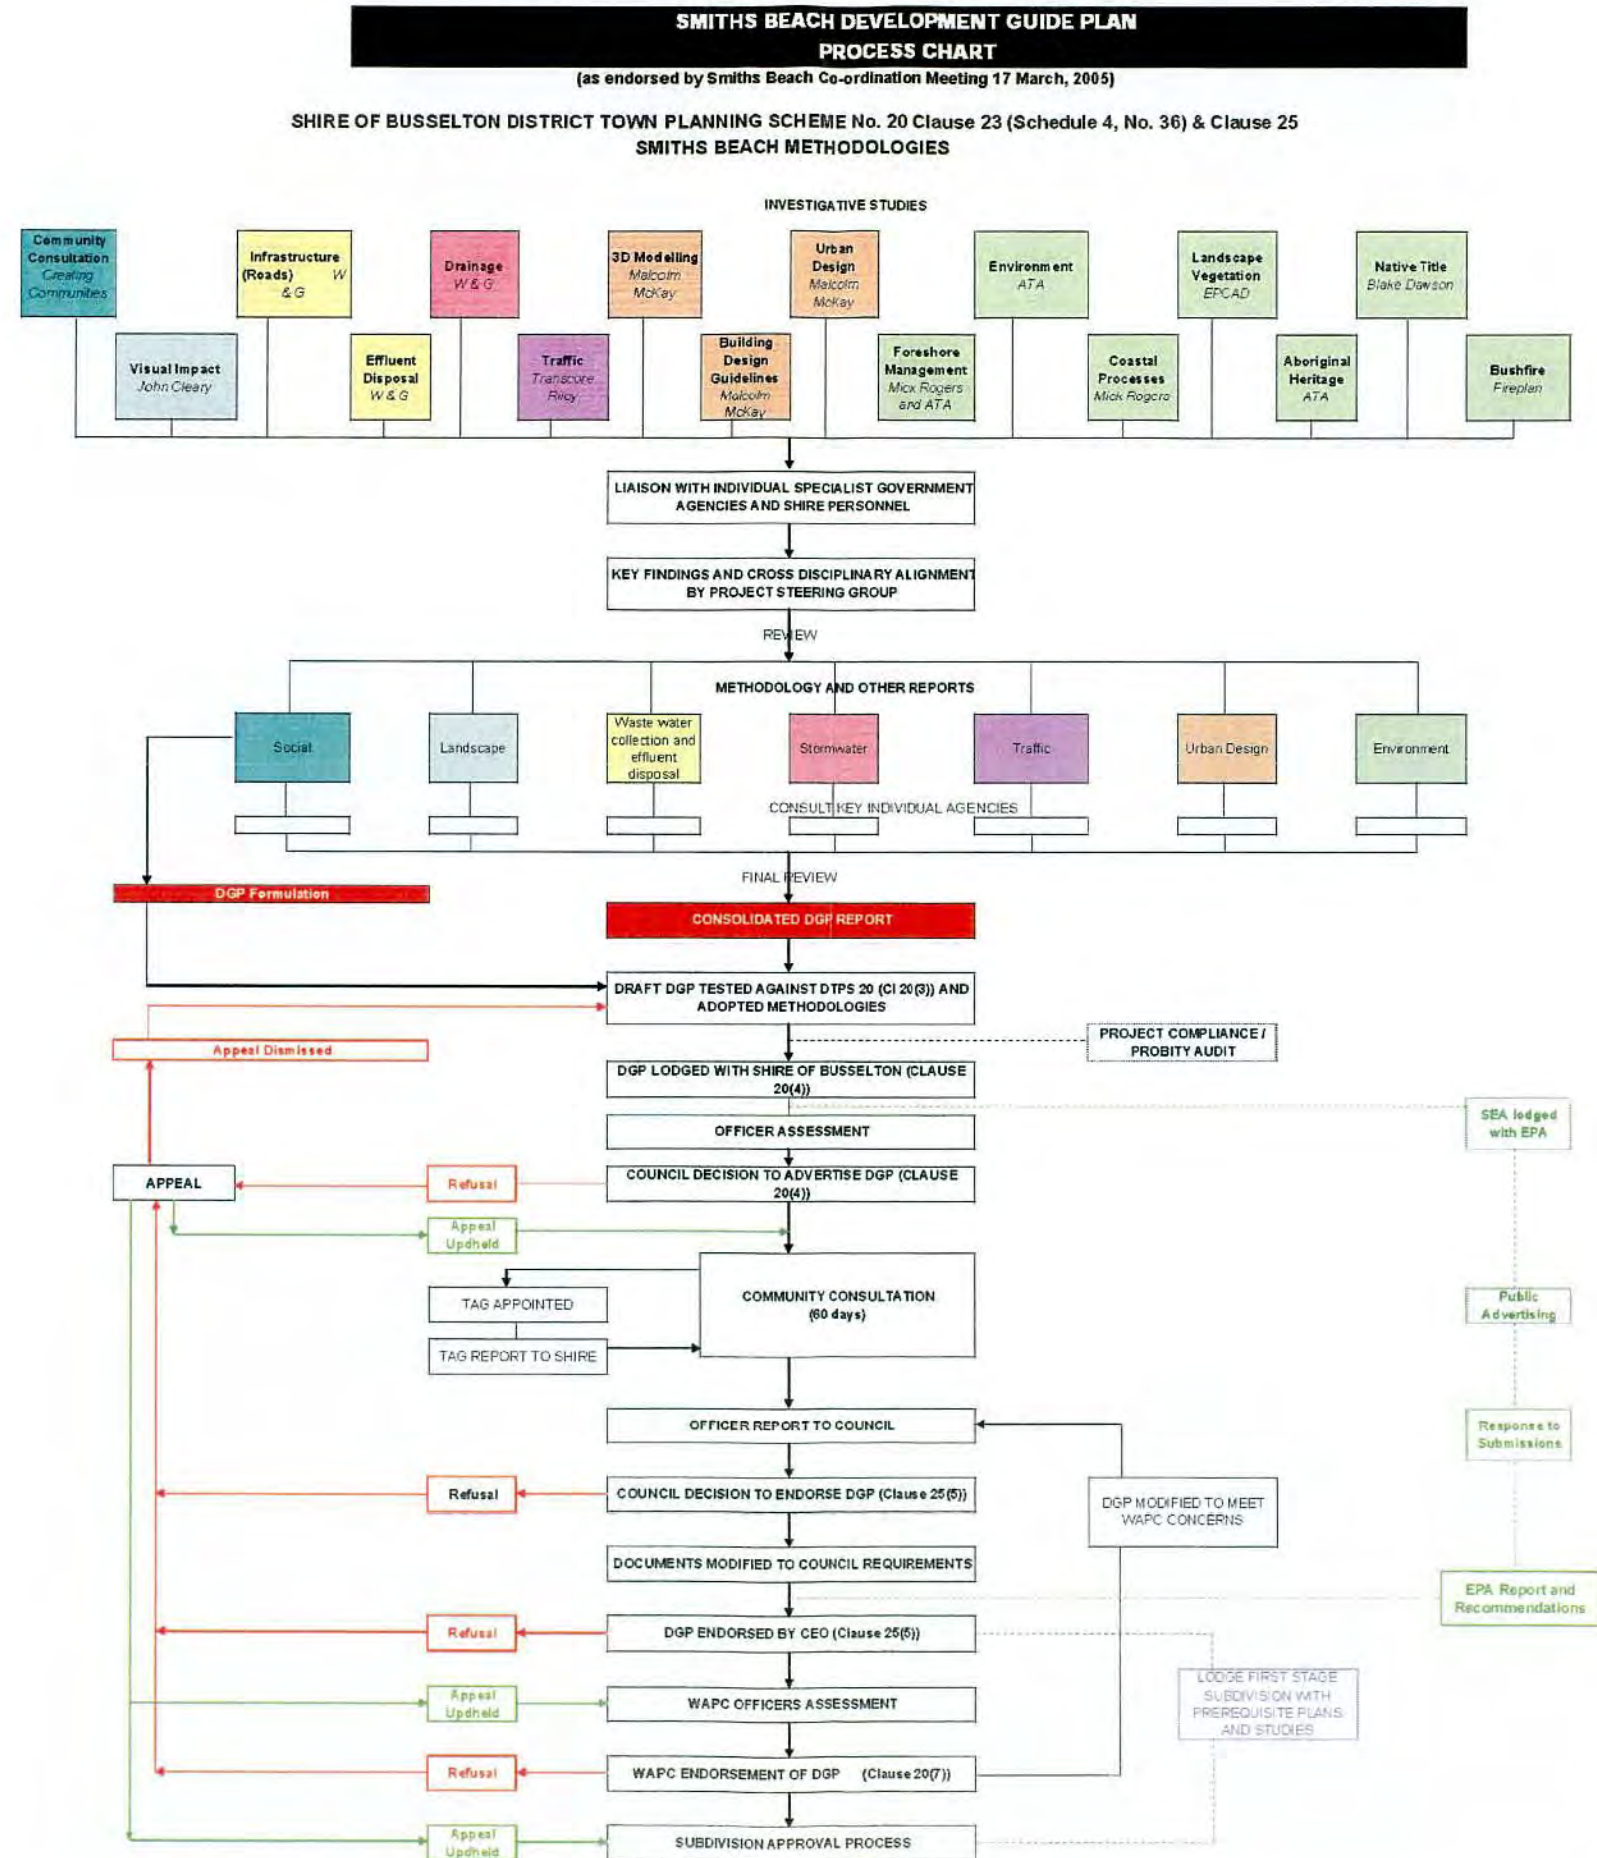 SMITHS BEACH DEVELOPMENT GUIDE PLAN
PROCESS CHART
(as endorsed by Smiths Beach Co-ordination Meeting 17 March, 2005)
SHIRE OF BUSSELTON DISTRICT TOWN PLANNING SCHEME No. 20 Clause 23 (Schedule 4, No. 36) & Clause 25
SMITHS BEACH METHODOLOGIES
INVESTIGATIVE STUDIES
Community
Consultation
Creating
Communities
Infrastructure
(Roads) W
& G
Drainage
W & G
3D Modelling
Malcolm
McKay
Urban
Design
Malcolm
McKay
Environment
ATA
Landscape
Vegetation
EPCAD
Native Title
Blake Dawson
Visual Impact
John Cleary
Effluent
Disposal
W & G
Traffic
Transcore
Riley
Building
Design
Guidelines
Malcolm
McKay
Foreshore
Management
Mick Rogers
and ATA
Coastal
Processes
Mick Rogers
Aboriginal
Heritage
ATA
Bushfire
Fireplan
LIAISON WITH INDIVIDUAL SPECIALIST GOVERNMENT
AGENCIES AND SHIRE PERSONNEL
KEY FINDINGS AND CROSS DISCIPLINARY ALIGNMENT
BY PROJECT STEERING GROUP
REVIEW
METHODOLOGY AND OTHER REPORTS
Social
Landscape
Waste water
collection and
effluent
disposal
Stormwater
Traffic
Urban Design
Environment
CONSULT KEY INDIVIDUAL AGENCIES
FINAL REVIEW
DGP Formulation
CONSOLIDATED DGP REPORT
DRAFT DGP TESTED AGAINST DTPS 20 (Cl 20(3)) AND
ADOPTED METHODOLOGIES
Appeal Dismissed
PROJECT COMPLIANCE /
PROBITY AUDIT
DGP LODGED WITH SHIRE OF BUSSELTON (CLAUSE
20(4))
SEA lodged
with EPA
OFFICER ASSESSMENT
APPEAL
Refusal
COUNCIL DECISION TO ADVERTISE DGP (CLAUSE
20(4))
Appeal
Updheld
COMMUNITY CONSULTATION
(60 days)
TAG APPOINTED
Public
Advertising
TAG REPORT TO SHIRE
OFFICER REPORT TO COUNCIL
Response to
Submissions
Refusal
COUNCIL DECISION TO ENDORSE DGP (Clause 25(5))
DGP MODIFIED TO MEET
WAPC CONCERNS
DOCUMENTS MODIFIED TO COUNCIL REQUIREMENTS
EPA Report and
Recommendations
Refusal
DGP ENDORSED BY CEO (Clause 25(5))
LODGE FIRST STAGE
SUBDIVISION WITH
PREREQUISITE PLANS
AND STUDIES
Appeal
Updheld
WAPC OFFICERS ASSESSMENT
Refusal
WAPC ENDORSEMENT OF DGP (Clause 20(7))
Appeal
Updheld
SUBDIVISION APPROVAL PROCESS